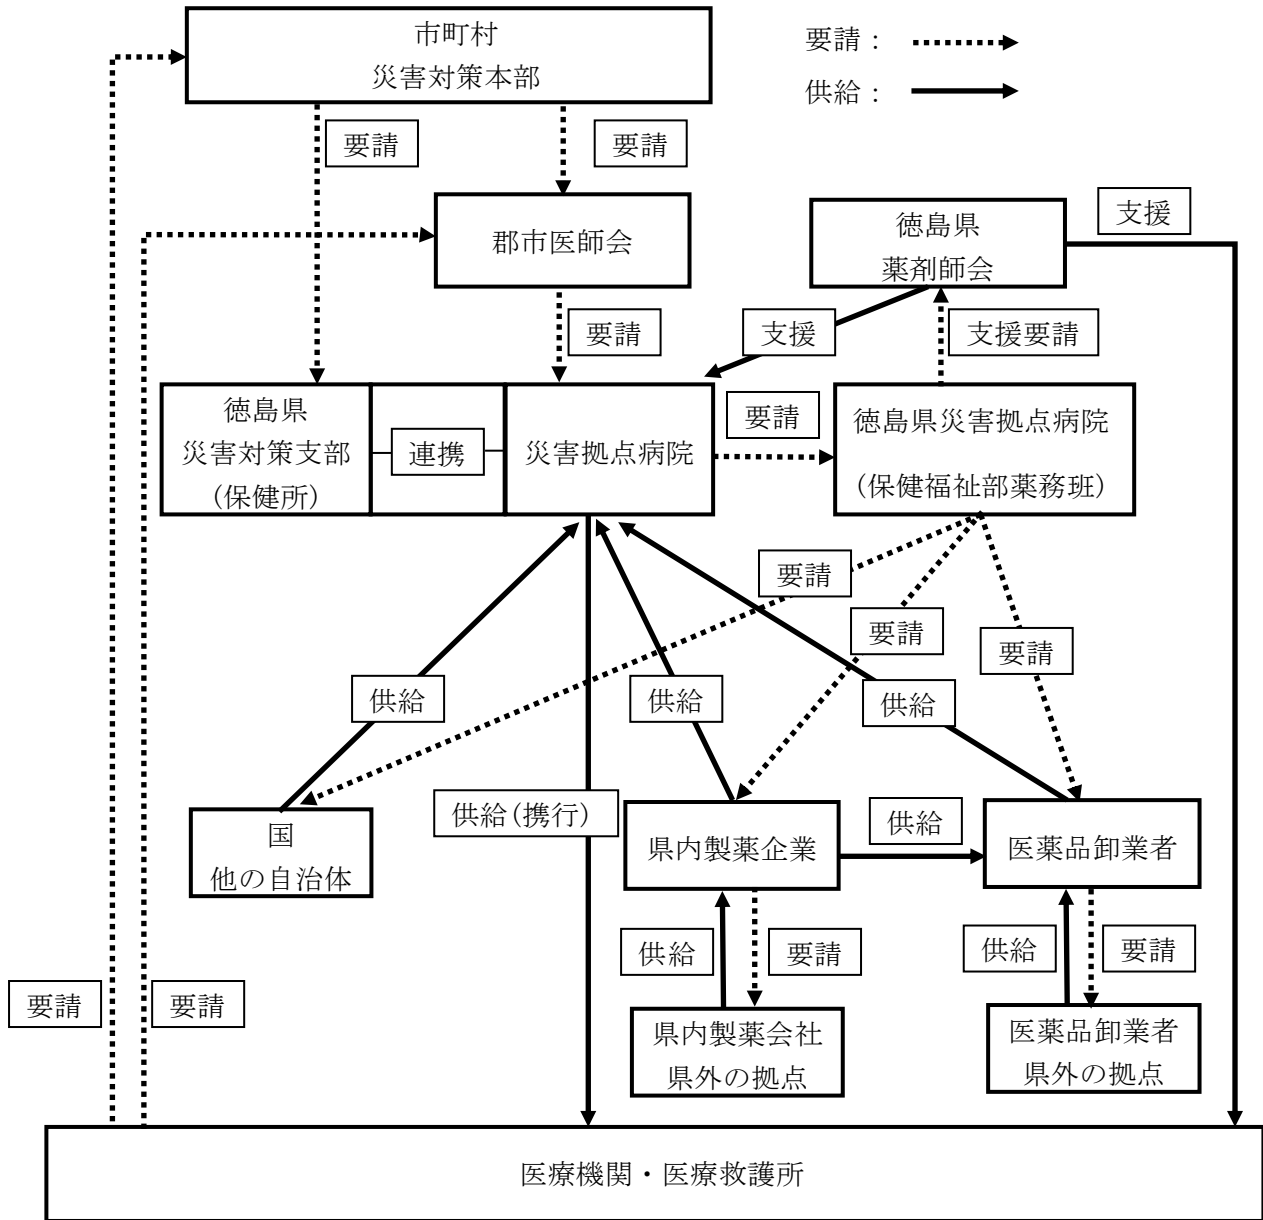 市町村
災害対策本部
要請：
供給：
要請
要請
郡市医師会
徳島県
薬剤師会
支援
要請
支援
支援要請
徳島県
災害対策支部
(保健所)
連携
災害拠点病院
要請
徳島県災害拠点病院
(保健福祉部薬務班)
要請
要請
要請
供給
供給
供給
国
他の自治体
供給(携行)
県内製薬企業
供給
医薬品卸業者
供給
要請
供給
要請
要請
要請
県内製薬会社
県外の拠点
医薬品卸業者
県外の拠点
医療機関・医療救護所